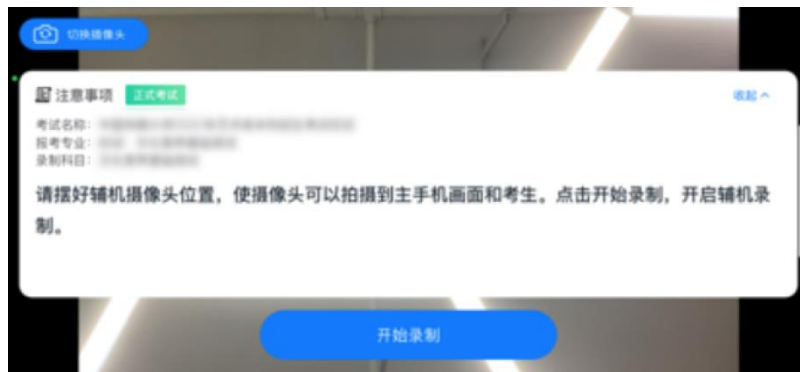 切换摄像头
注意事项 正式考试 收起
考试名称：
报考专业：
录制科目：
请摆好辅机摄像头位置，使摄像头可以拍摄到主手机画面和考生。点击开始录制，开启辅机录
制。
开始录制